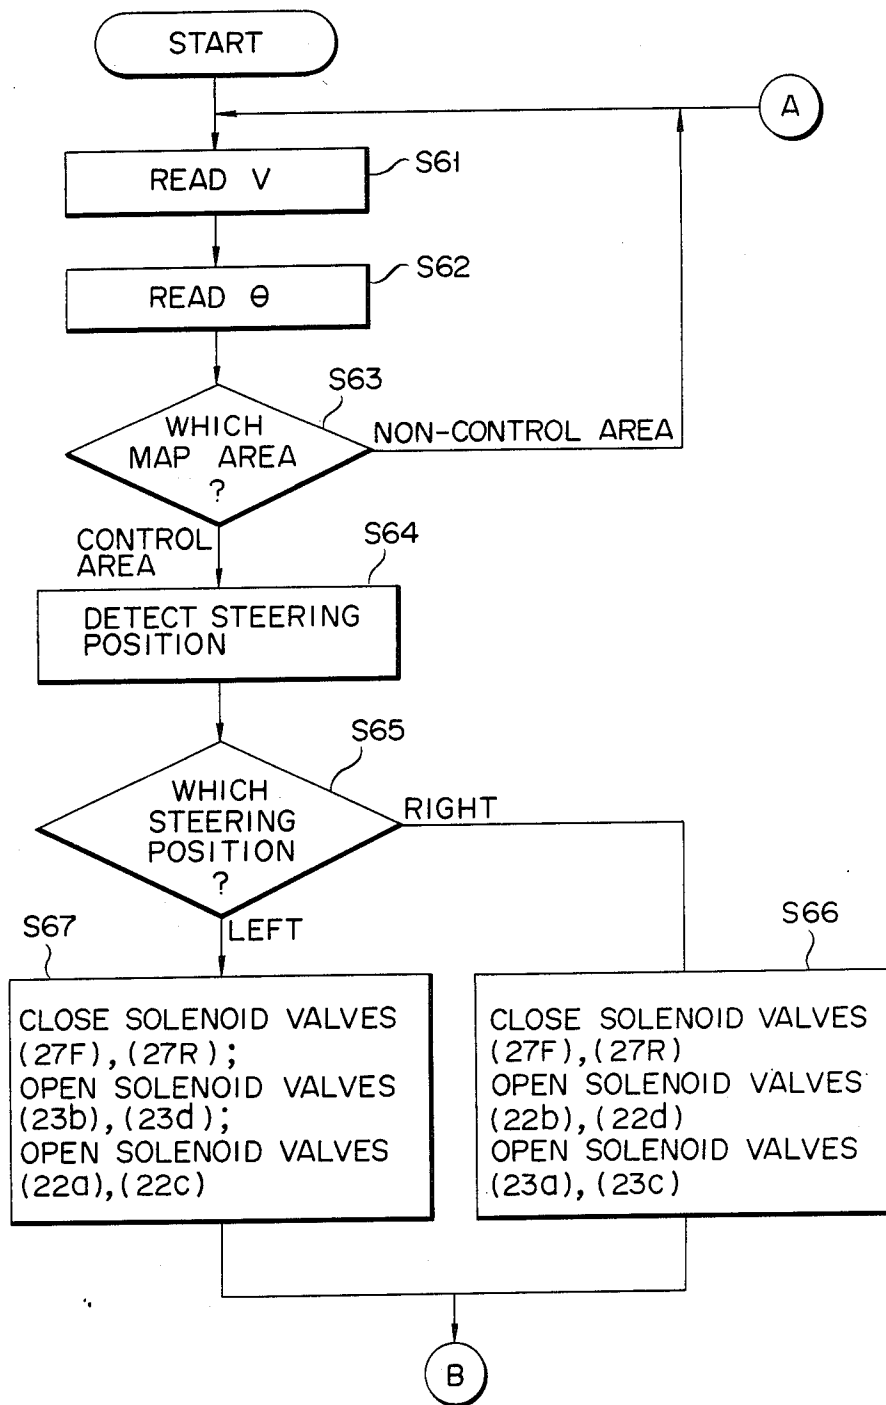 START
A
READ V
S61
READ θ
S62
S63
WHICH
MAP AREA
?
NON-CONTROL AREA
CONTROL
AREA
S64
DETECT STEERING
POSITION
S65
WHICH
STEERING
POSITION
?
RIGHT
LEFT
S67
CLOSE SOLENOID VALVES
(27F), (27R);
OPEN SOLENOID VALVES
(23b), (23d);
OPEN SOLENOID VALVES
(22a), (22c)
S66
CLOSE SOLENOID VALVES
(27F), (27R)
OPEN SOLENOID VALVES
(22b), (22d)
OPEN SOLENOID VALVES
(23a), (23c)
B